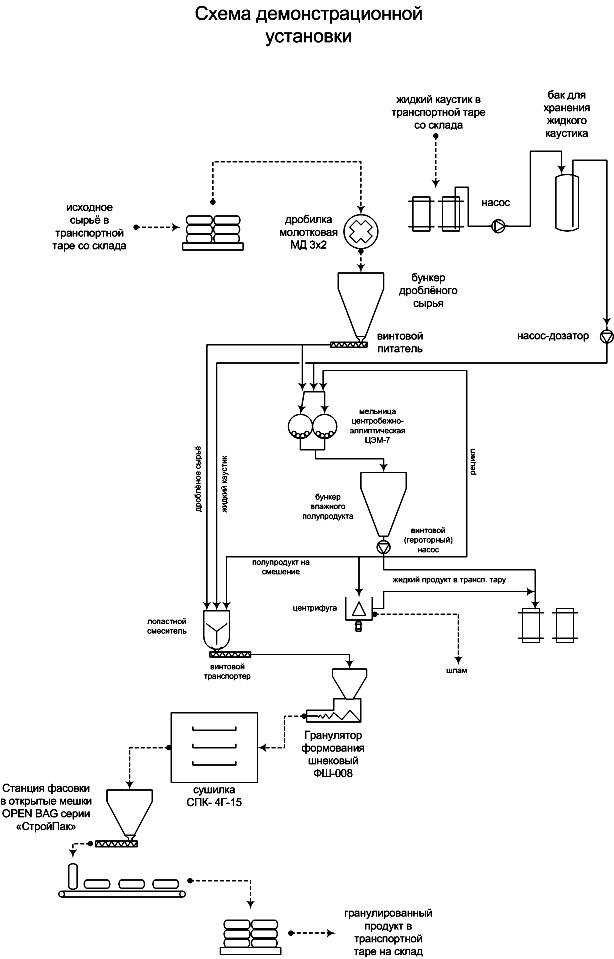 Схема демонстрационной
установки
жидкий каустик в
транспортной таре
со склада
бак для
хранения
жидкого
каустика
насос
исходное
сырьё в
транспортной
таре со склада
дробилка
молотковая
МД 3х2
бункер
дроблёного
сырья
винтовой
питатель
насос-дозатор
мельница
центробежно-
эллиптическая
ЦЭМ-7
дроблёное сырьё
жидкий каустик
рецикл
бункер
влажного
полупродукта
винтовой
(героторный)
насос
полупродукт на
смешение
жидкий продукт в трансп. тару
центрифуга
лопастной
смеситель
шлам
винтовой
транспортер
Гранулятор
формования
шнековый
ФШ-008
сушилка
СПК- 4Г-15
Станция фасовки
в открытые мешки
OPEN BAG серии
«СтройПак»
гранулированный
продукт в
транспортной
таре на склад